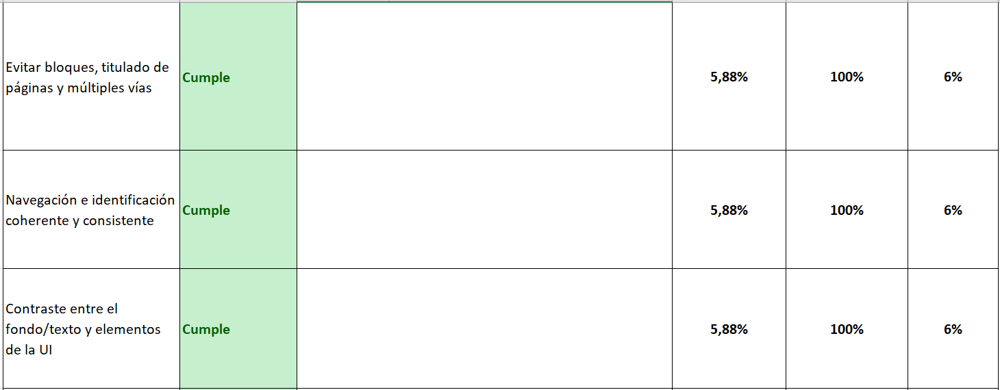 Evitar bloques, titulado de
páginas y múltiples vías
Cumple
5,88%
100%
6%
Navegación e identificación
coherente y consistente
Cumple
5,88%
100%
6%
Contraste entre el
fondo/texto y elementos
de la UI
Cumple
5,88%
100%
6%